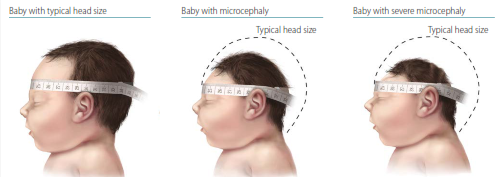 Baby with typical head size
Baby with microcephaly
Typical head size
Baby with severe microcephaly
Typical head size